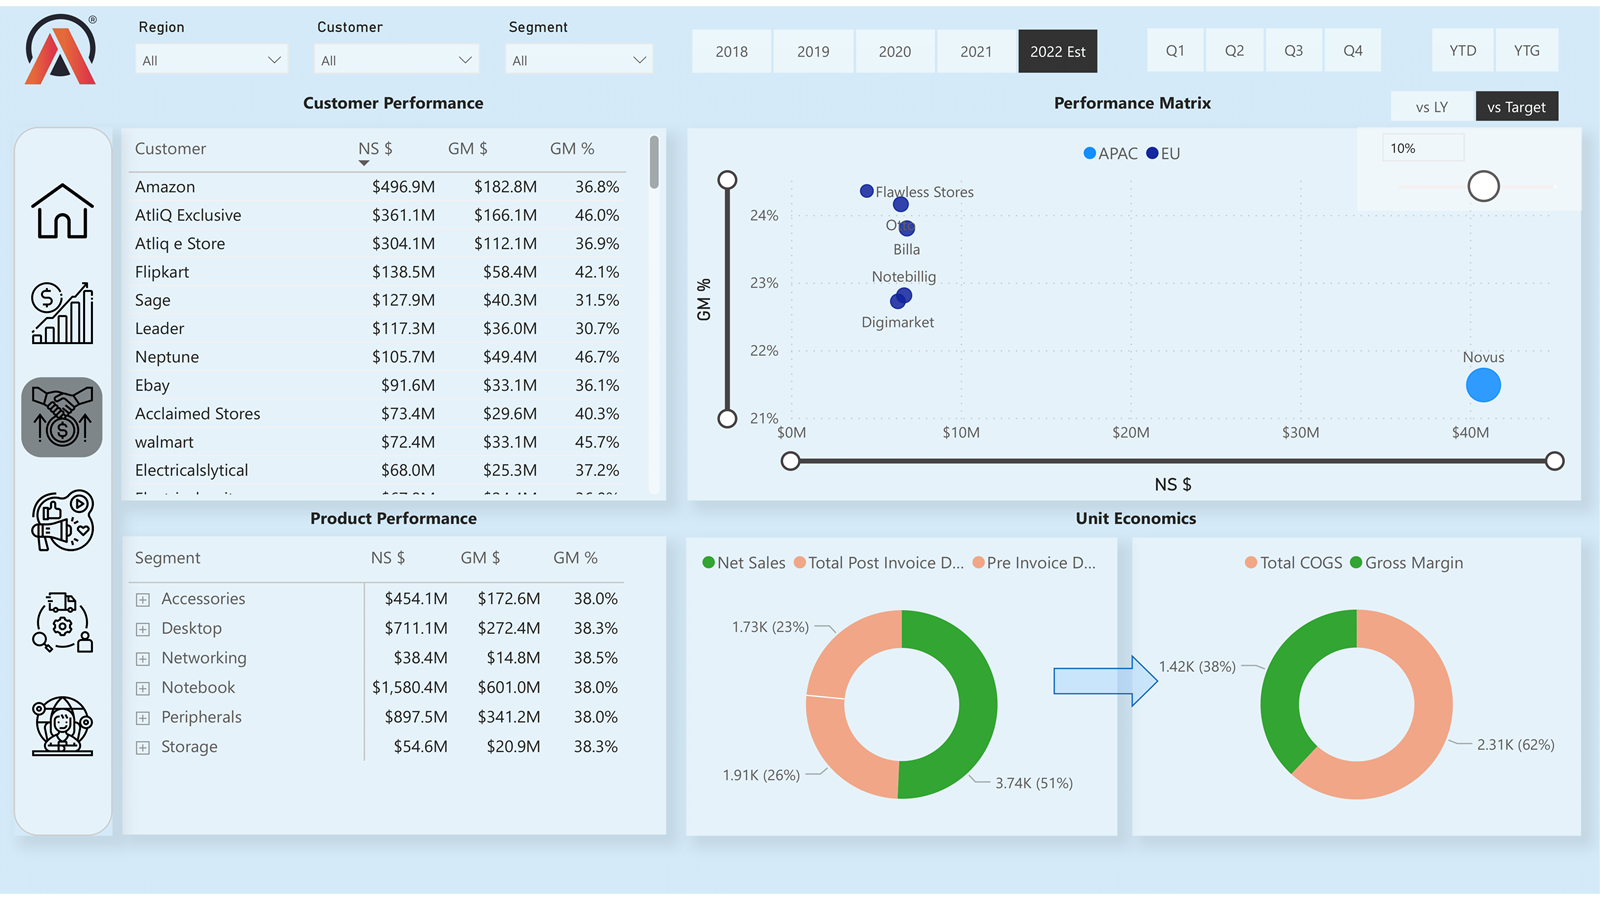 ®
Region Customer Segment
All All All
2018 2019 2020 2021 2022 Est Q1 Q2 Q3 Q4 YTD YTG
Customer Performance
Customer NS $ GM $ GM %
Amazon $496.9M $182.8M 36.8%
AtliQ Exclusive $361.1M $166.1M 46.0%
Atliq e Store $304.1M $112.1M 36.9%
Flipkart $138.5M $58.4M 42.1%
Sage $127.9M $40.3M 31.5%
Leader $117.3M $36.0M 30.7%
Neptune $105.7M $49.4M 46.7%
Ebay $91.6M $33.1M 36.1%
Acclaimed Stores $73.4M $29.6M 40.3%
walmart $72.4M $33.1M 45.7%
Electricalslytical $68.0M $25.3M 37.2%
Performance Matrix
vs LY vs Target
10%
APAC EU
Flawless Stores
24%
Otto
Billa
Notebillig
23%
Digimarket
22%
Novus
21%
$0M $10M $20M $30M $40M
GM %
NS $
Product Performance
Segment NS $ GM $ GM %
Accessories $454.1M $172.6M 38.0%
Desktop $711.1M $272.4M 38.3%
Networking $38.4M $14.8M 38.5%
Notebook $1,580.4M $601.0M 38.0%
Peripherals $897.5M $341.2M 38.0%
Storage $54.6M $20.9M 38.3%
Unit Economics
Net Sales Total Post Invoice D... Pre Invoice D...
1.73K (23%)
1.91K (26%)
3.74K (51%)
Total COGS Gross Margin
1.42K (38%)
2.31K (62%)